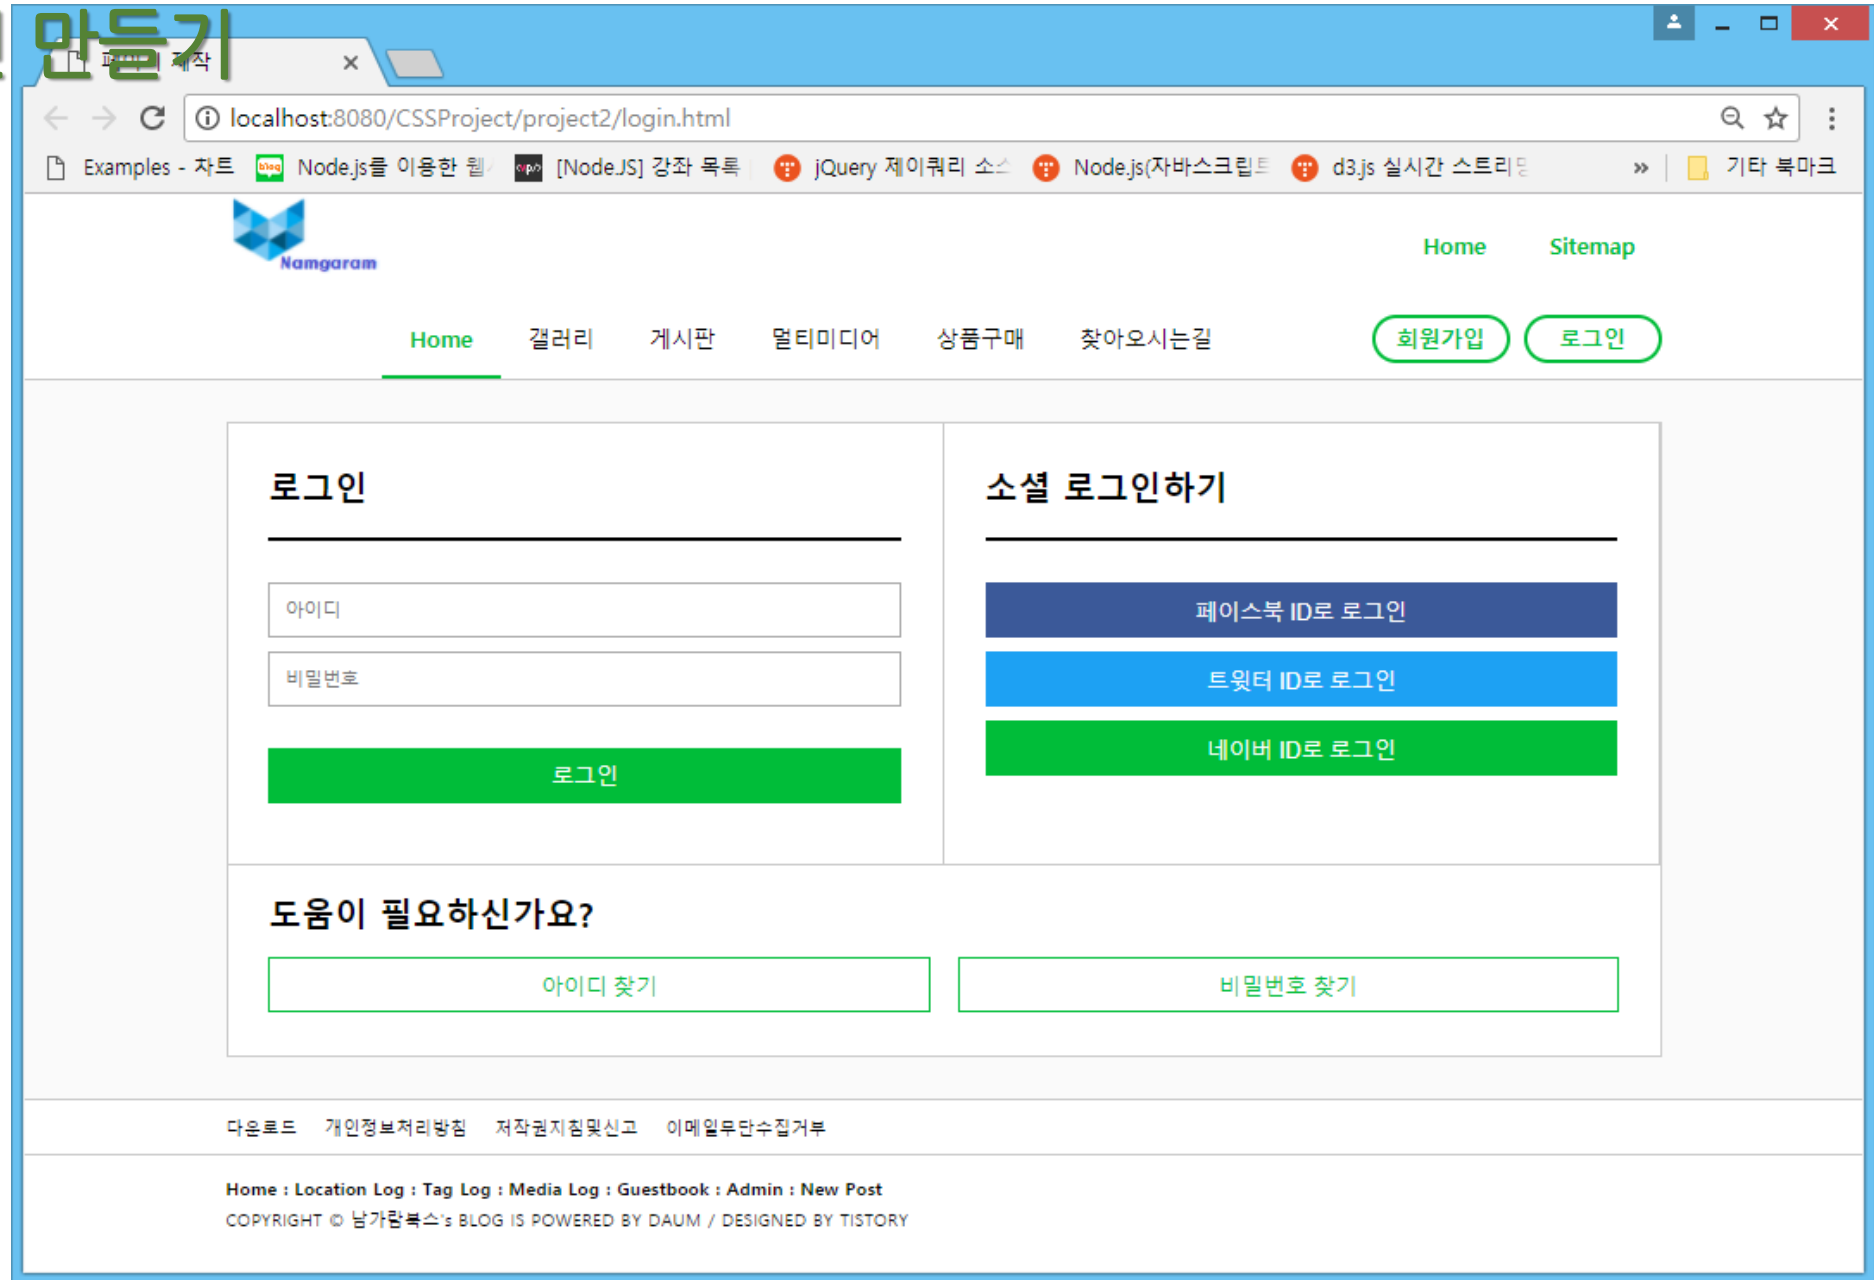 만들기
localhost:8080/CSSProject/project2/login.html
Examples - 차트 blog Node.js를 이용한 웹 [Node.JS] 강좌 목록 jQuery 제이쿼리 소스 Node.js(자바스크립트 d3.js 실시간 스트리밍 » 기타 북마크
Namgaram
Home Sitemap
Home 갤러리 게시판 멀티미디어 상품구매 찾아오시는길 회원가입 로그인
로그인 소셜 로그인하기
아이디 페이스북 ID로 로그인
비밀번호 트윗터 ID로 로그인
네이버 ID로 로그인
로그인
도움이 필요하신가요?
아이디 찾기 비밀번호 찾기
다운로드 개인정보처리방침 저작권지침및신고 이메일무단수집거부
Home : Location Log : Tag Log : Media Log : Guestbook : Admin : New Post
COPYRIGHT © 남가람북스's BLOG IS POWERED BY DAUM / DESIGNED BY TISTORY